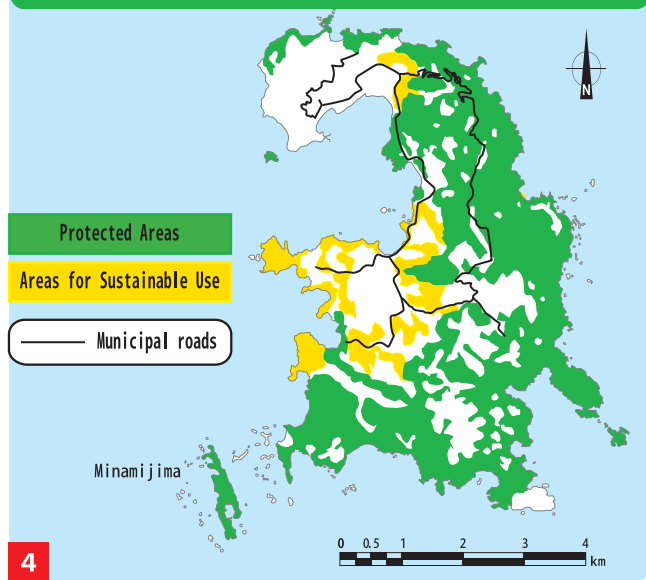 N
Protected Areas
Areas for Sustainable Use
Municipal roads
Minamijima
0 0.5 1 2 3 4
km
4